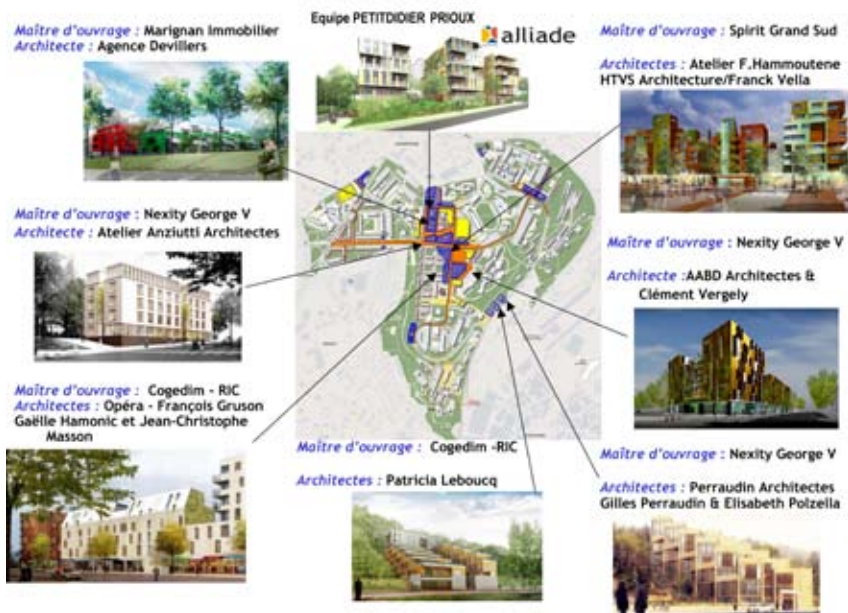 Maître d'ouvrage : Marignan Immobilier
Architecte : Agence Devillers
Equipe PETITDIDIER PRIOUX
alliade
Maître d'ouvrage : Spirit Grand Sud
Architectes : Atelier F.Hammoutene
HTVS Architecture/Franck Vella
Maître d'ouvrage : Nexity George V
Architecte : Atelier Anziutti Architectes
Maître d'ouvrage : Nexity George V
Architecte :AABD Architectes &
Clément Vergely
Maître d'ouvrage : Cogedim - RIC
Architectes : Opéra - François Gruson
Gaëlle Hamonic et Jean-Christophe
Masson
Maître d'ouvrage : Cogedim -RIC
Architectes : Patricia Leboucq
Maître d'ouvrage : Nexity George V
Architectes : Perraudin Architectes
Gilles Perraudin & Elisabeth Polzella